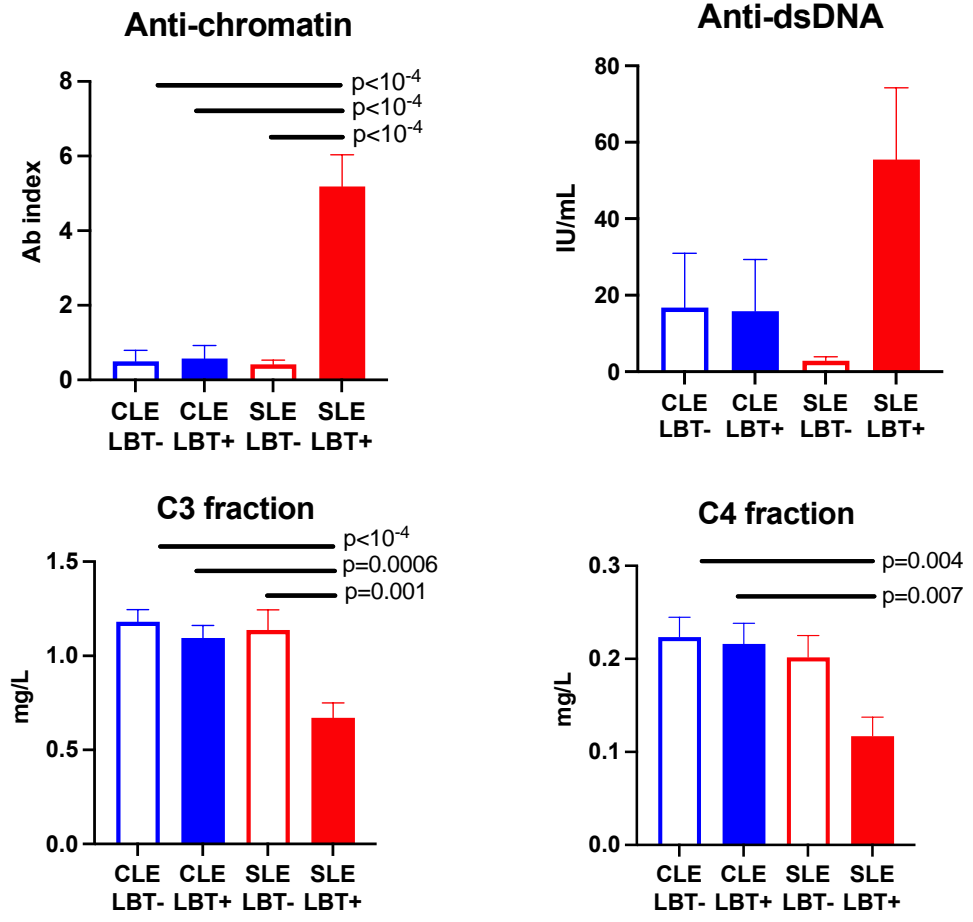 Anti-chromatin
Ab index
8
6
4
2
0
p<10-4
p<10-4
p<10-4
CLE CLE SLE SLE
LBT- LBT+ LBT- LBT+
Anti-dsDNA
IU/mL
80
60
40
20
0
CLE CLE SLE SLE
LBT- LBT+ LBT- LBT+
C3 fraction
mg/L
1.5
1.0
0.5
0.0
p<10-4
p=0.0006
p=0.001
CLE CLE SLE SLE
LBT- LBT+ LBT- LBT+
C4 fraction
mg/L
0.3
0.2
0.1
0.0
p=0.004
p=0.007
CLE CLE SLE SLE
LBT- LBT+ LBT- LBT+